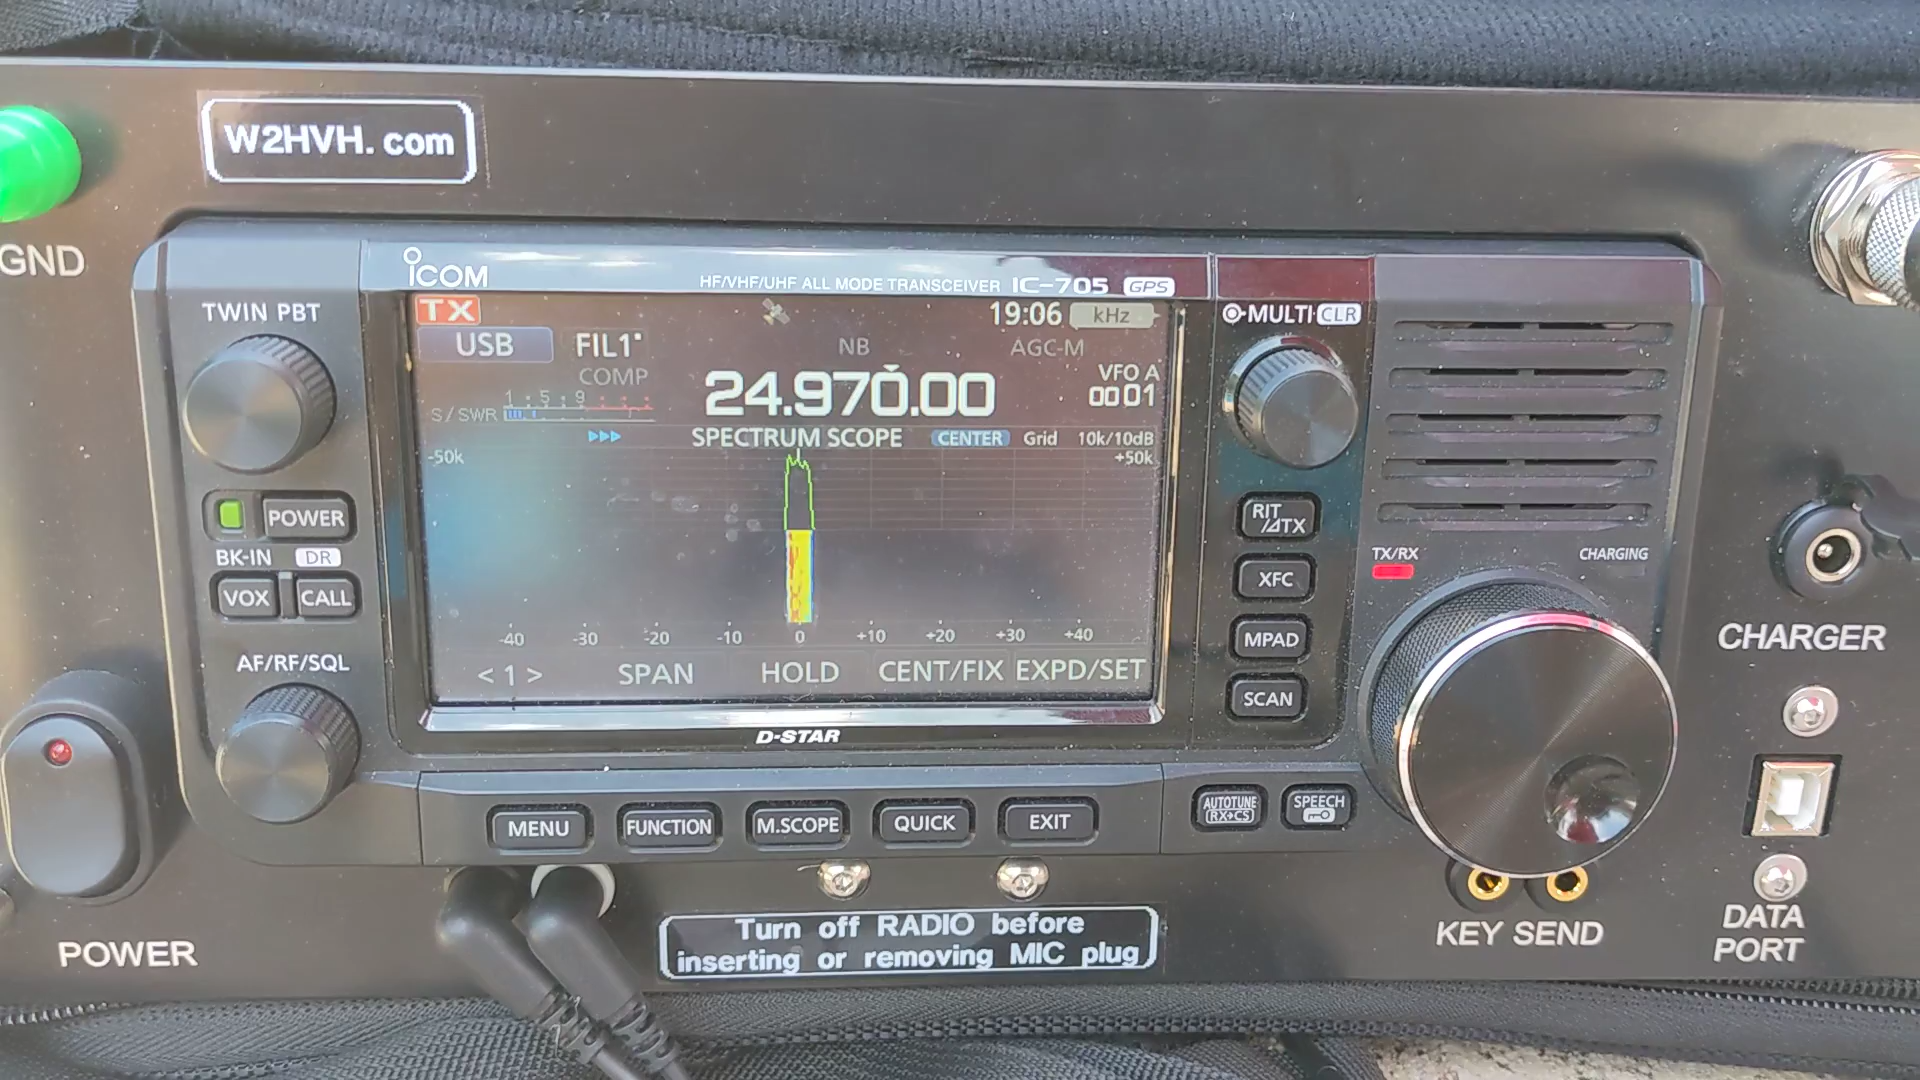 W2HVH.com
GND
ICOM
HF/VHF/UHF ALL MODE TRANSCEIVER IC-705 GPS
TWIN PBT
TX
19:06 kHz
MULTI CLR
USB FIL1
NB AGC-M
COMP
24.970.00
VFO A
0001
1 5 9
S/SWR
SPECTRUM SCOPE CENTER Grid 10k/10dB
-50k +50k
POWER
RIT/⊿TX
BK-IN DR
TX/RX CHARGING
VOX CALL
XFC
-40 -30 -20 -10 0 +10 +20 +30 +40
MPAD
CHARGER
AF/RF/SQL
< 1 > SPAN HOLD CENT/FIX EXPD/SET
SCAN
D-STAR
MENU FUNCTION M.SCOPE QUICK EXIT
AUTOTUNE
RX→CS
SPEECH
POWER
Turn off RADIO before
inserting or removing MIC plug
KEY SEND
DATA
PORT